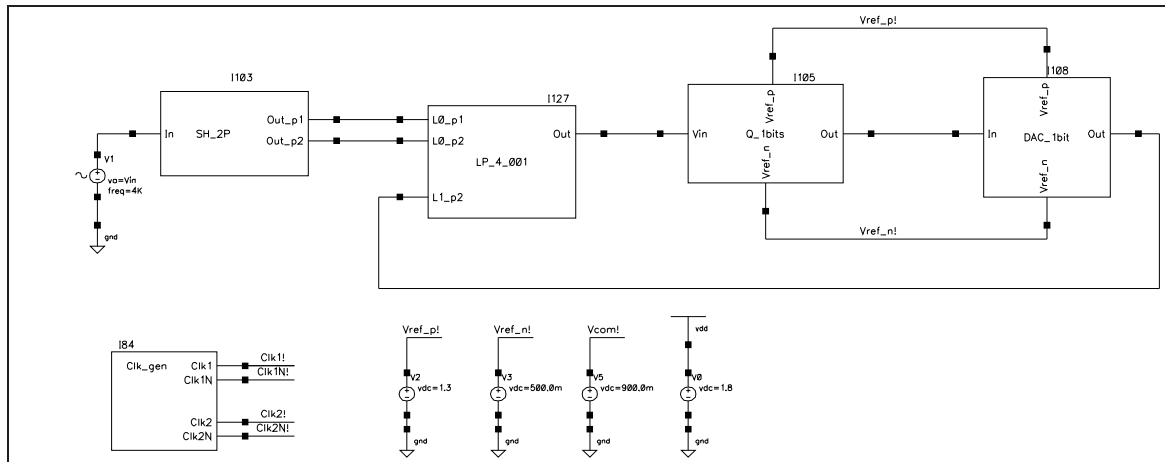 Vref_p!
I103
I127
I105
I108
In
SH_2P
Out_p1
Out_p2
L0_p1
L0_p2
L1_p2
LP_4_001
Out
Vin
Vref_p
Q_1bits
Vref_n
Out
In
Vref_p
DAC_1bit
Vref_n
Out
V1
va=Vin
freq=4K
gnd
Vref_n!
I84
Clk_gen
Clk1
Clk1N
Clk2
Clk2N
Clk1!
Clk1N!
Clk2!
Clk2N!
Vref_p!
V2
vdc=1.3
gnd
Vref_n!
V3
vdc=500.0m
gnd
Vcom!
V5
vdc=900.0m
gnd
vdd
V0
vdc=1.8
gnd